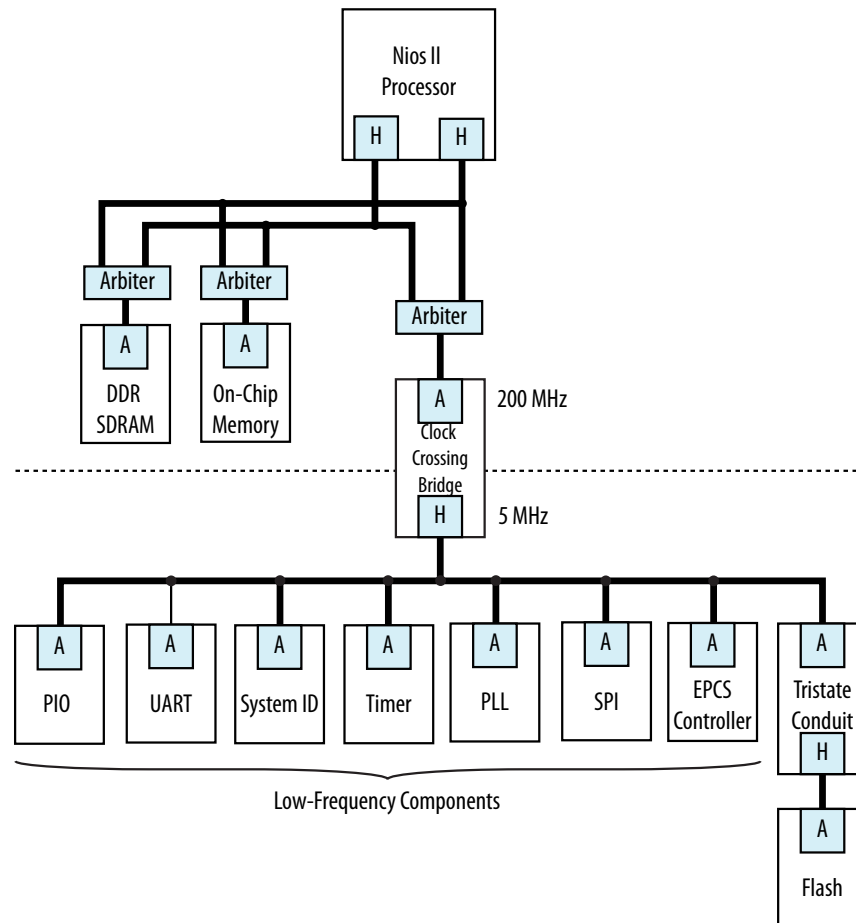 Nios II
Processor
H H
Arbiter Arbiter
Arbiter
A A
DDR
SDRAM
On-Chip
Memory
A
200 MHz
Clock
Crossing
Bridge
H
5 MHz
A A A A A A A A
PIO
UART
System ID
Timer
PLL
SPI
EPCS
Controller
Tristate
Conduit
H
Low-Frequency Components
A
Flash